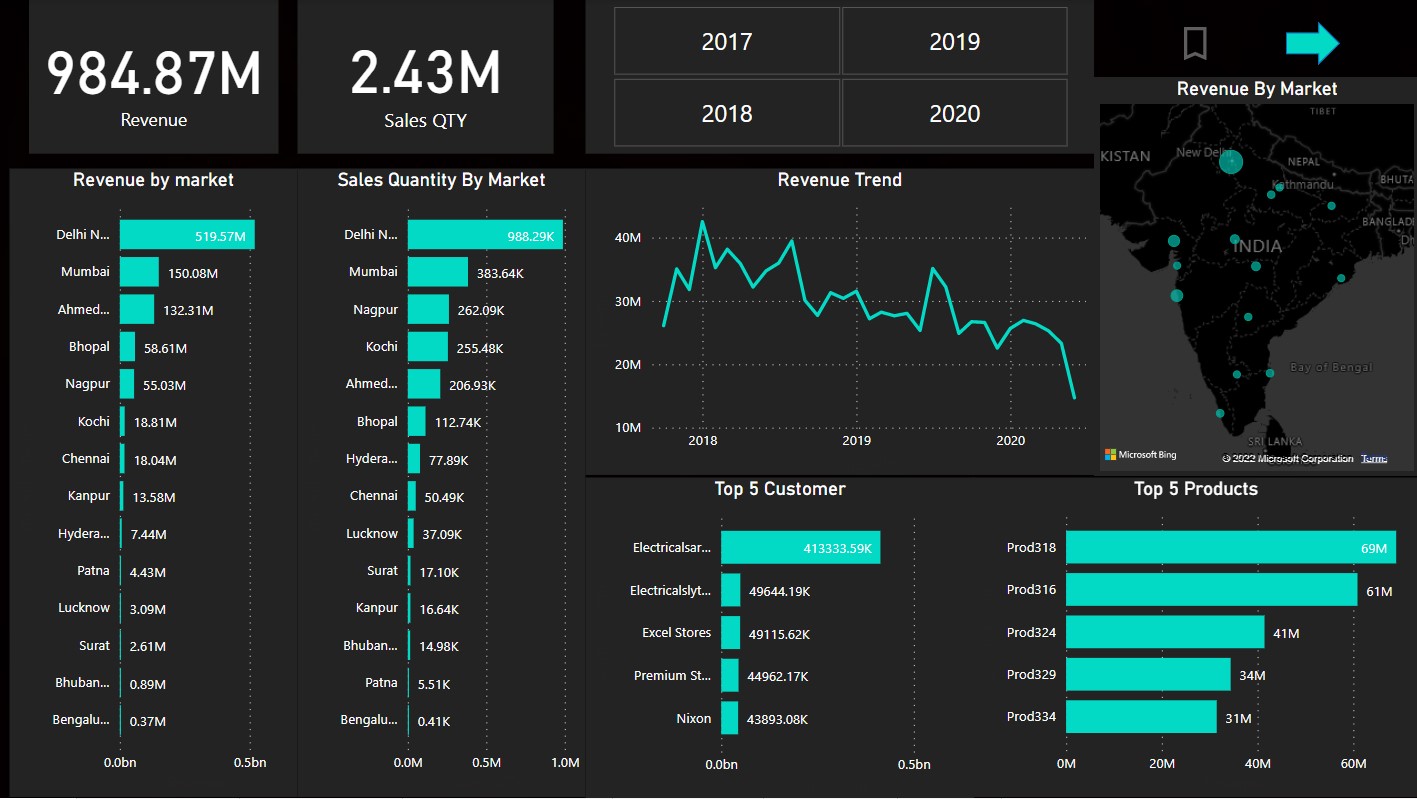 984.87M
Revenue
2.43M
Sales QTY
2017
2019
2018
2020
Revenue by market
Delhi N... 519.57M
Mumbai 150.08M
Ahmed... 132.31M
Bhopal 58.61M
Nagpur 55.03M
Kochi 18.81M
Chennai 18.04M
Kanpur 13.58M
Hydera... 7.44M
Patna 4.43M
Lucknow 3.09M
Surat 2.61M
Bhuban... 0.89M
Bengalu... 0.37M
0.0bn 0.5bn
Sales Quantity By Market
Delhi N... 988.29K
Mumbai 383.64K
Nagpur 262.09K
Kochi 255.48K
Ahmed... 206.93K
Bhopal 112.74K
Hydera... 77.89K
Chennai 50.49K
Lucknow 37.09K
Surat 17.10K
Kanpur 16.64K
Bhuban... 14.98K
Patna 5.51K
Bengalu... 0.41K
0.0M 0.5M 1.0M
Revenue Trend
40M
30M
20M
10M
2018 2019 2020
Revenue By Market
TIBET
KISTAN
New Delhi
NEPAL
Kathmandu
BHUTA
BANGLAD
Dh
INDIA
Bay of Bengal
SRI LANKA
Microsoft Bing
© 2022 Microsoft Corporation Terms
Top 5 Customer
Electricalsar... 413333.59K
Electricalslyt... 49644.19K
Excel Stores 49115.62K
Premium St... 44962.17K
Nixon 43893.08K
0.0bn 0.5bn
Top 5 Products
Prod318 69M
Prod316 61M
Prod324 41M
Prod329 34M
Prod334 31M
0M 20M 40M 60M